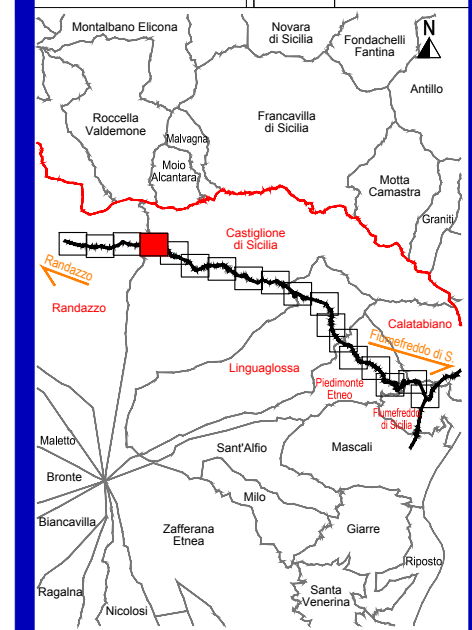 Montalbano Elicona
Novara
di Sicilia
Fondachelli
Fantina
N
Antillo
Roccella
Valdemone
Malvagna
Francavilla
di Sicilia
Moio
Alcantara
Motta
Camastra
Graniti
Castiglione
di Sicilia
Randazzo
Randazzo
Calatabiano
Fiumefreddo di S.
Linguaglossa
Piedimonte
Etneo
Fiumefreddo
di Sicilia
Maletto
Sant'Alfio
Mascali
Bronte
Milo
Biancavilla
Zafferana
Etnea
Giarre
Riposto
Ragalna
Santa
Venerina
Nicolosi